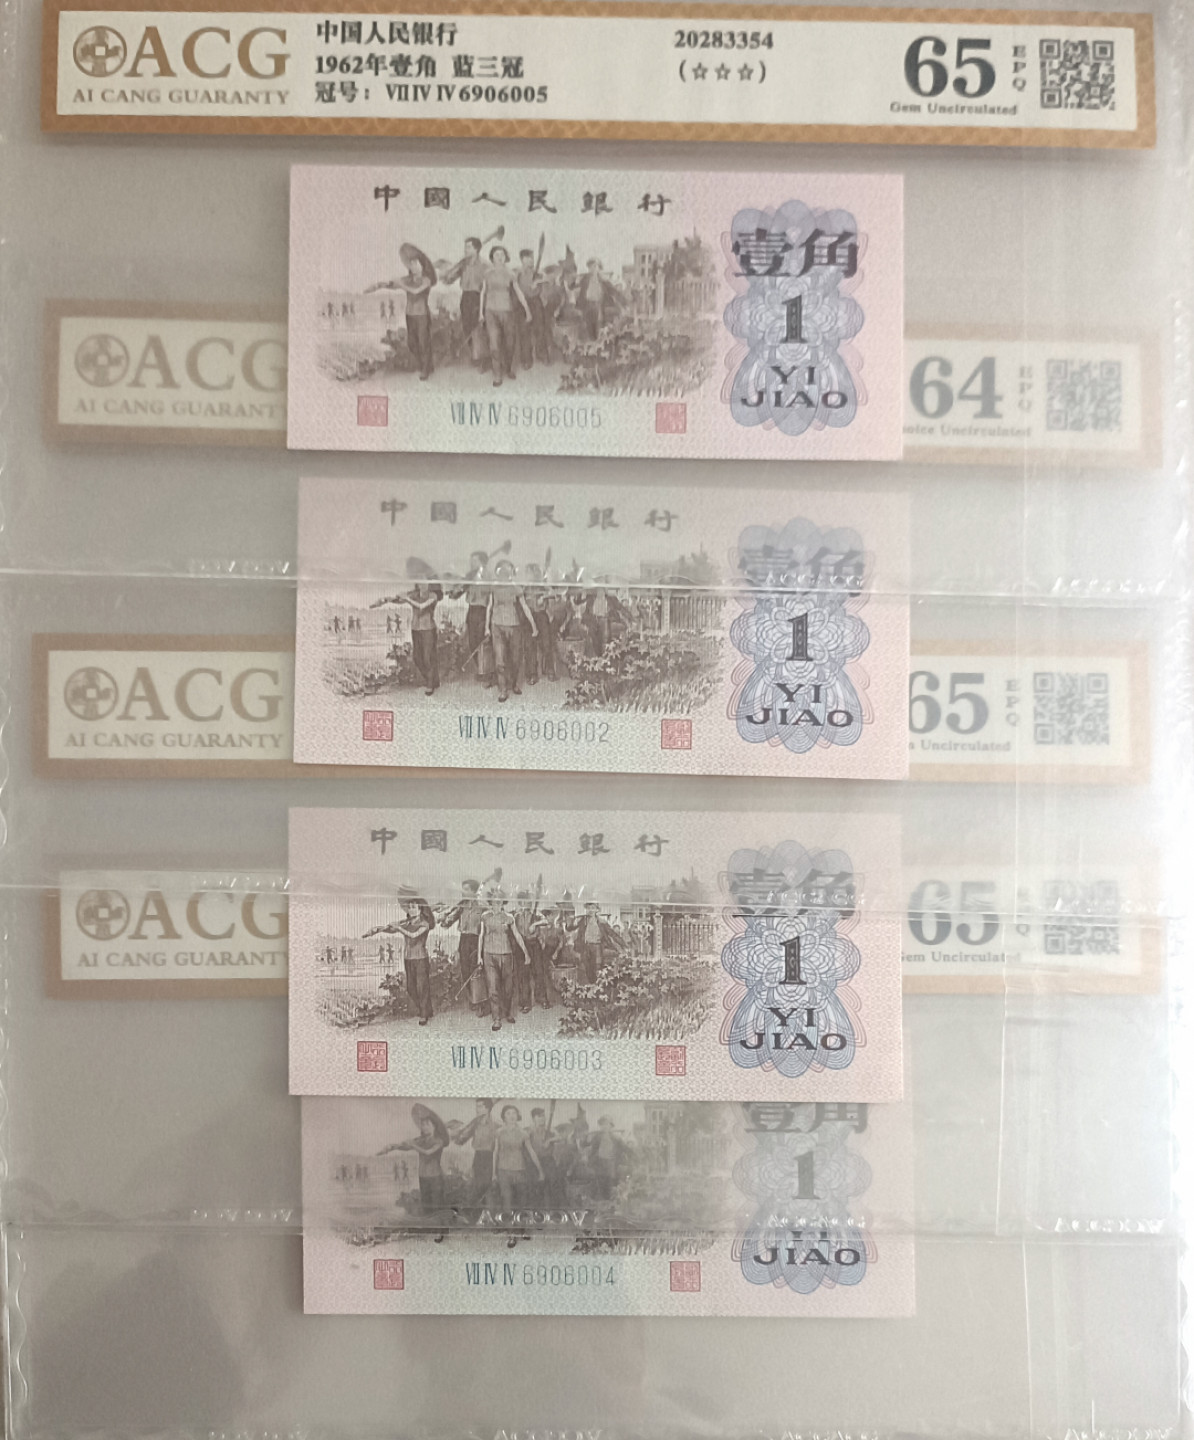 ACG
AI CANG GUARANTY
中国人民银行
1962年壹角 蓝三冠
冠号： Ⅶ Ⅳ Ⅳ 6906005
20283354
(☆☆☆)
65
EPQ
Gem Uncirculated
中國人民銀行
壹角
1
YI
JIAO
Ⅶ Ⅳ Ⅳ 6906005
ACG
AI CANG GUARANTY
64
EPQ
Uncirculated
中國人民銀行
壹角
1
YI
JIAO
Ⅶ Ⅳ Ⅳ 6906002
ACG
AI CANG GUARANTY
65
EPQ
Uncirculated
中國人民銀行
壹角
1
YI
JIAO
Ⅶ Ⅳ Ⅳ 6906003
ACG
AI CANG GUARANTY
65
Gem Uncirculated
壹角
1
YI
JIAO
Ⅶ Ⅳ Ⅳ 6906004